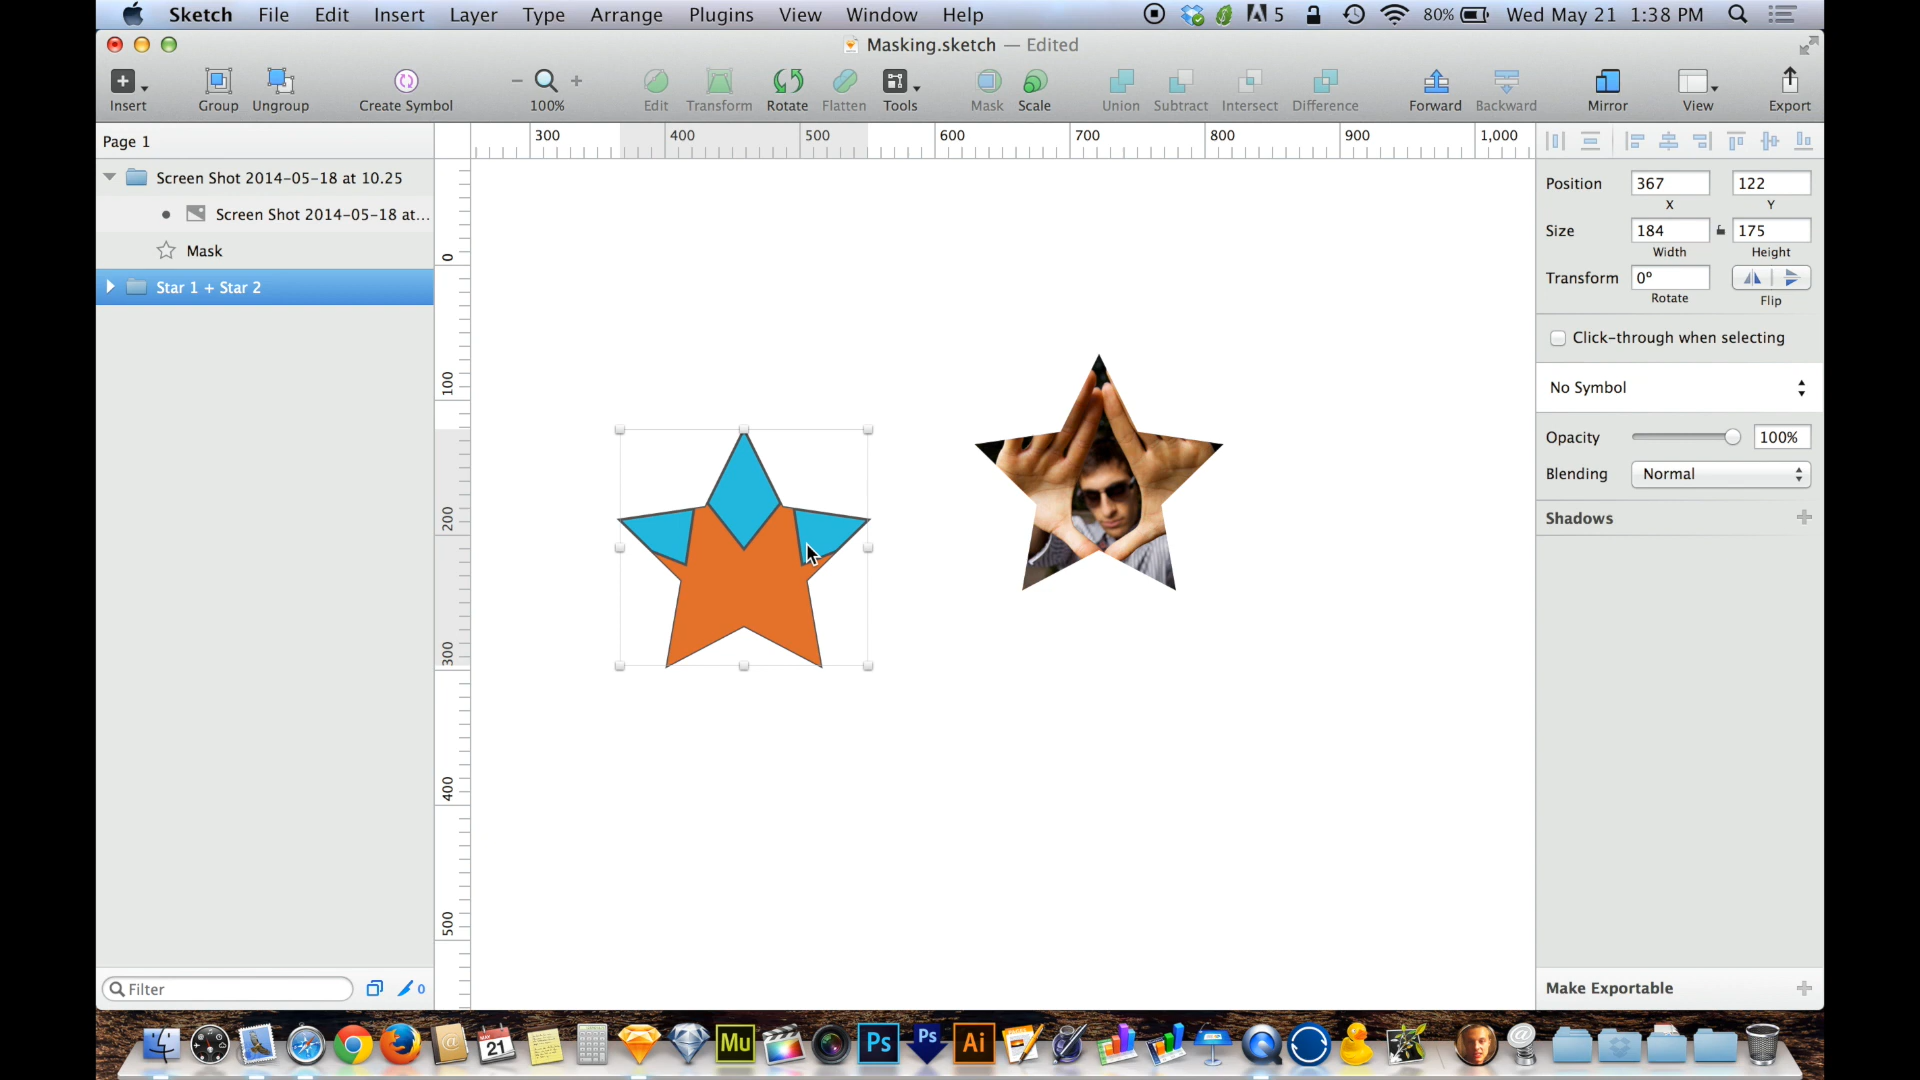 Sketch File Edit Insert Layer Type Arrange Plugins View Window Help 5 80% Wed May 21 1:38 PM
Masking.sketch — Edited
Insert Group Ungroup Create Symbol 100% Edit Transform Rotate Flatten Tools Mask Scale Union Subtract Intersect Difference Forward Backward Mirror View Export
Page 1
300 400 500 600 700 800 900 1,000
Screen Shot 2014-05-18 at 10.25
Screen Shot 2014-05-18 at...
Mask
Star 1 + Star 2
0
100
200
300
400
500
Position 367 122
X Y
Size 184 175
Width Height
Transform 0°
Rotate Flip
Click-through when selecting
No Symbol
Opacity 100%
Blending Normal
Shadows
Make Exportable
Filter 0
MAY 21 Mu Ps Ps Ai